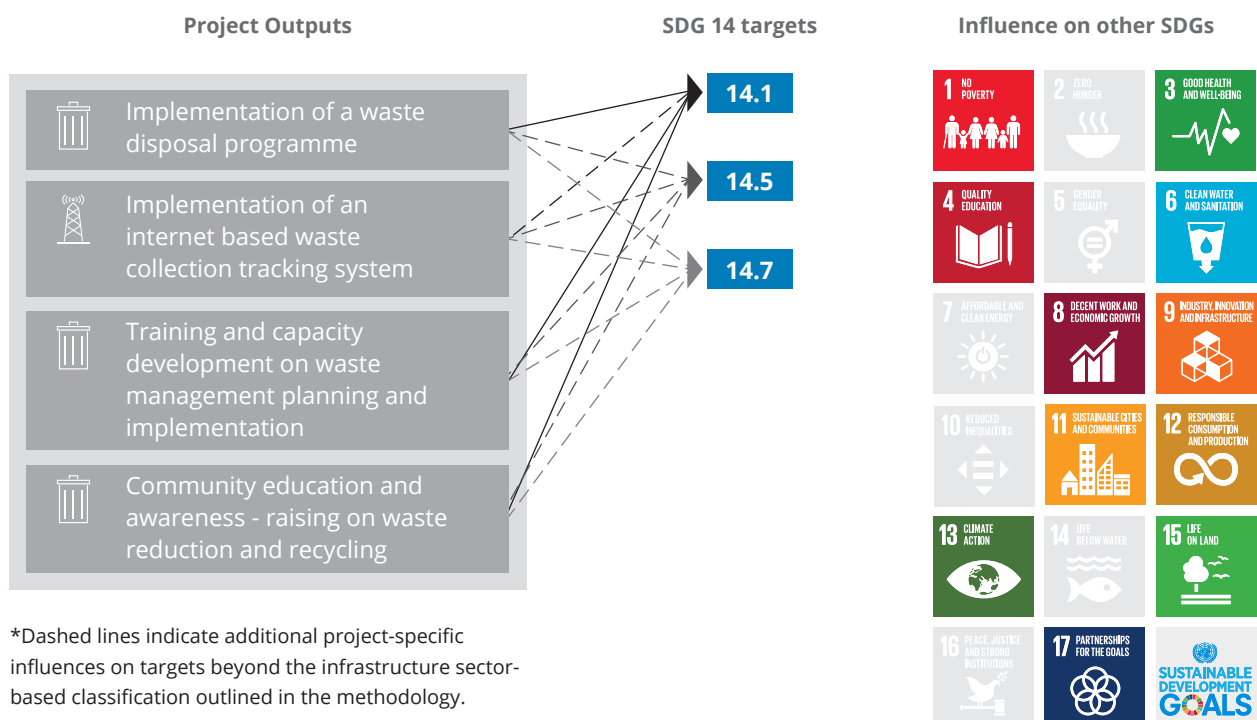 Project Outputs
SDG 14 targets
Influence on other SDGs
Implementation of a waste
disposal programme
Implementation of an
internet based waste
collection tracking system
Training and capacity
development on waste
management planning and
implementation
Community education and
awareness - raising on waste
reduction and recycling
14.1
14.5
14.7
1 NO
POVERTY
2 ZERO
HUNGER
3 GOOD HEALTH
AND WELL-BEING
4 QUALITY
EDUCATION
5 GENDER
EQUALITY
6 CLEAN WATER
AND SANITATION
7 AFFORDABLE AND
CLEAN ENERGY
8 DECENT WORK AND
ECONOMIC GROWTH
9 INDUSTRY, INNOVATION
AND INFRASTRUCTURE
10 REDUCED
INEQUALITIES
11 SUSTAINABLE CITIES
AND COMMUNITIES
12 RESPONSIBLE
CONSUMPTION
AND PRODUCTION
13 CLIMATE
ACTION
14 LIFE
BELOW WATER
15 LIFE
ON LAND
16 PEACE, JUSTICE
AND STRONG
INSTITUTIONS
17 PARTNERSHIPS
FOR THE GOALS
SUSTAINABLE
DEVELOPMENT
GOALS
*Dashed lines indicate additional project-specific
influences on targets beyond the infrastructure sector-
based classification outlined in the methodology.